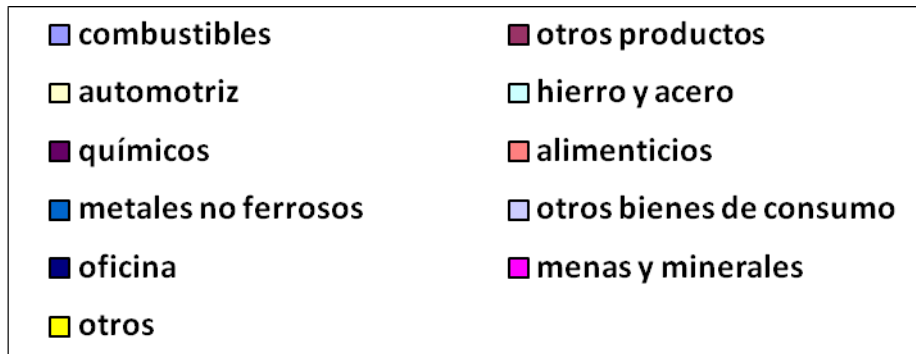 combustibles
otros productos
automotriz
hierro y acero
químicos
alimenticios
metales no ferrosos
otros bienes de consumo
oficina
menas y minerales
otros